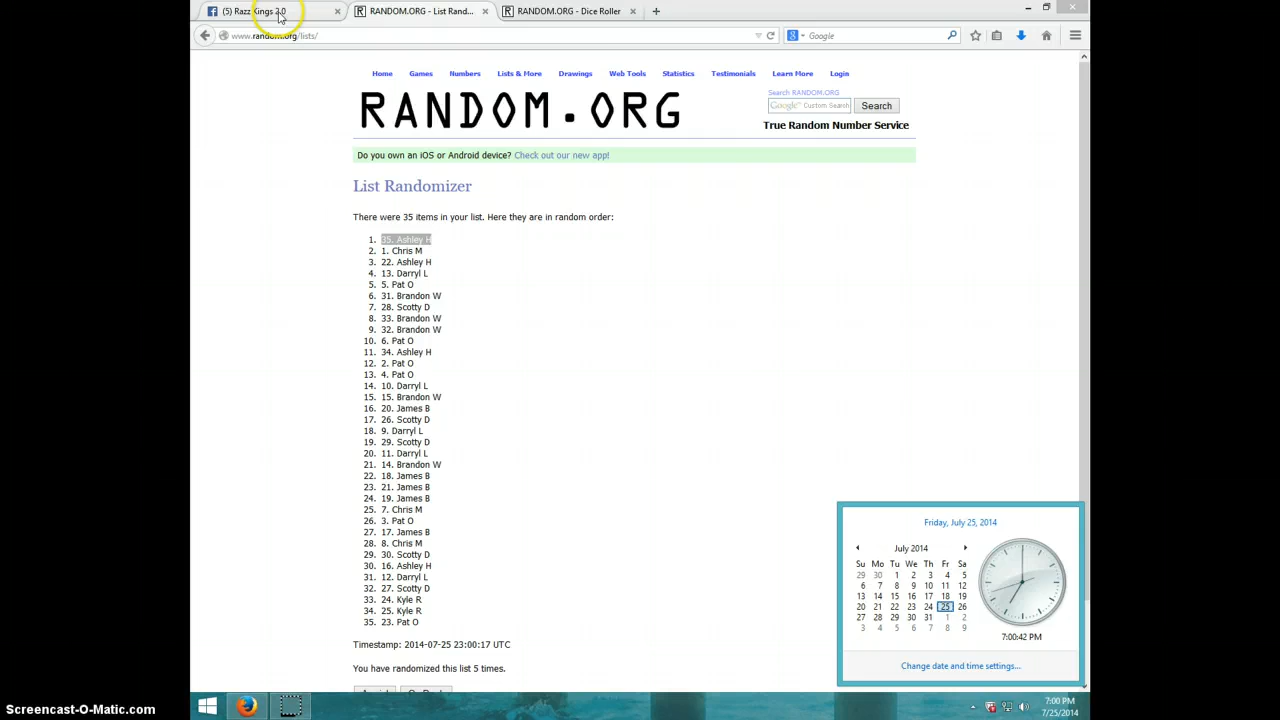 (5) Razz Kings 2.0
RANDOM.ORG - List Rand...
RANDOM.ORG - Dice Roller
www.random.org/lists/
Google
Home Games Numbers Lists & More Drawings Web Tools Statistics Testimonials Learn More Login
Search RANDOM.ORG
RANDOM.ORG
Google™ Custom Search Search
True Random Number Service
Do you own an iOS or Android device? Check out our new app!
List Randomizer
There were 35 items in your list. Here they are in random order:
1. 35. Ashley H
2. 1. Chris M
3. 22. Ashley H
4. 13. Darryl L
5. 5. Pat O
6. 31. Brandon W
7. 28. Scotty D
8. 33. Brandon W
9. 32. Brandon W
10. 6. Pat O
11. 34. Ashley H
12. 2. Pat O
13. 4. Pat O
14. 10. Darryl L
15. 15. Brandon W
16. 20. James B
17. 26. Scotty D
18. 9. Darryl L
19. 29. Scotty D
20. 11. Darryl L
21. 14. Brandon W
22. 18. James B
23. 21. James B
24. 19. James B
25. 7. Chris M
26. 3. Pat O
27. 17. James B
28. 8. Chris M
29. 30. Scotty D
30. 16. Ashley H
31. 12. Darryl L
32. 27. Scotty D
33. 24. Kyle R
34. 25. Kyle R
35. 23. Pat O
Timestamp: 2014-07-25 23:00:17 UTC
You have randomized this list 5 times.
Friday, July 25, 2014
July 2014
Su Mo Tu We Th Fr Sa
29 30 1 2 3 4 5
6 7 8 9 10 11 12
13 14 15 16 17 18 19
20 21 22 23 24 25 26
27 28 29 30 31 1 2
3 4 5 6 7 8 9
7:00:42 PM
Change date and time settings...
7:00 PM
7/25/2014
Screencast-O-Matic.com